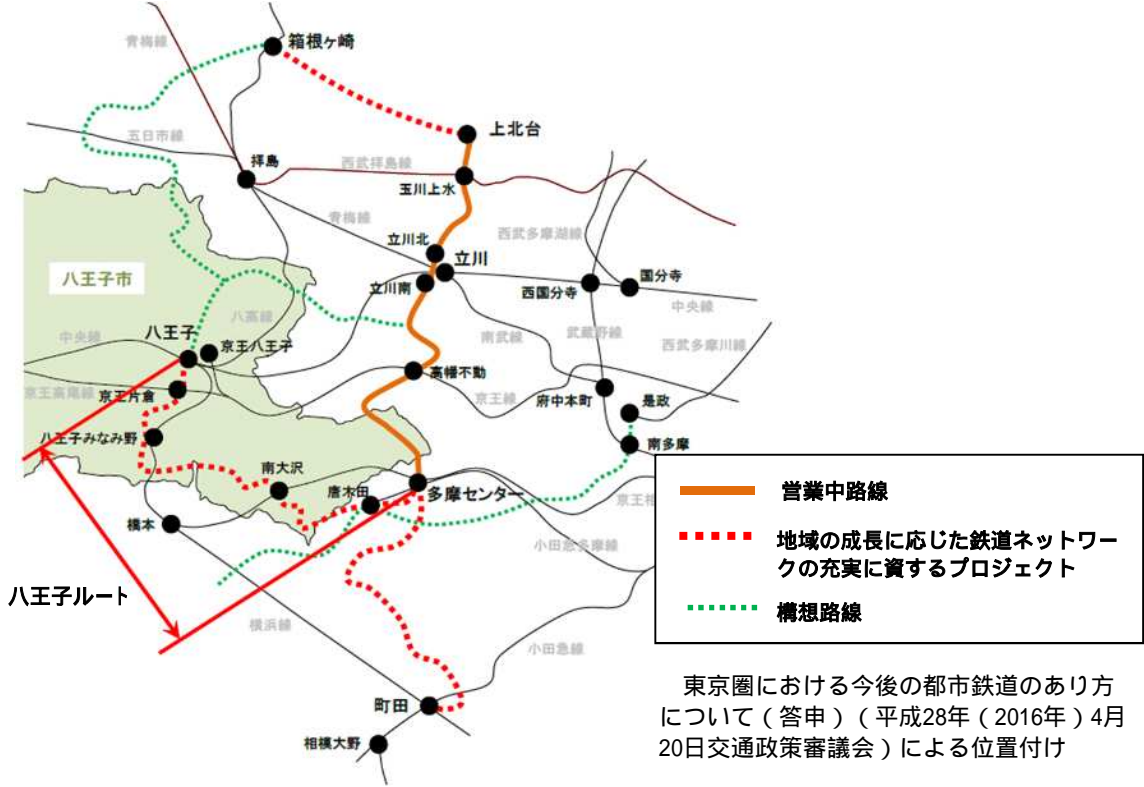 箱根ヶ崎
青梅線
上北台
五日市線
拝島
西武拝島線
玉川上水
青梅線
立川北
西武多摩湖線
立川
八王子市
立川南
西国分寺
国分寺
中央線
八高線
中央線
八王子
京王八王子
南武線
武蔵野線
西武多摩川線
高幡不動
京王高尾線
京王片倉
京王線
府中本町
是政
八王子みなみ野
南多摩
南大沢
唐木田
多摩センター
橋本
小田急多摩線
八王子ルート
横浜線
小田急線
町田
相模大野
営業中路線
地域の成長に応じた鉄道ネットワー
クの充実に資するプロジェクト
構想路線
東京圏における今後の都市鉄道のあり方
について（答申）（平成28年（2016年）4月
20日交通政策審議会）による位置付け